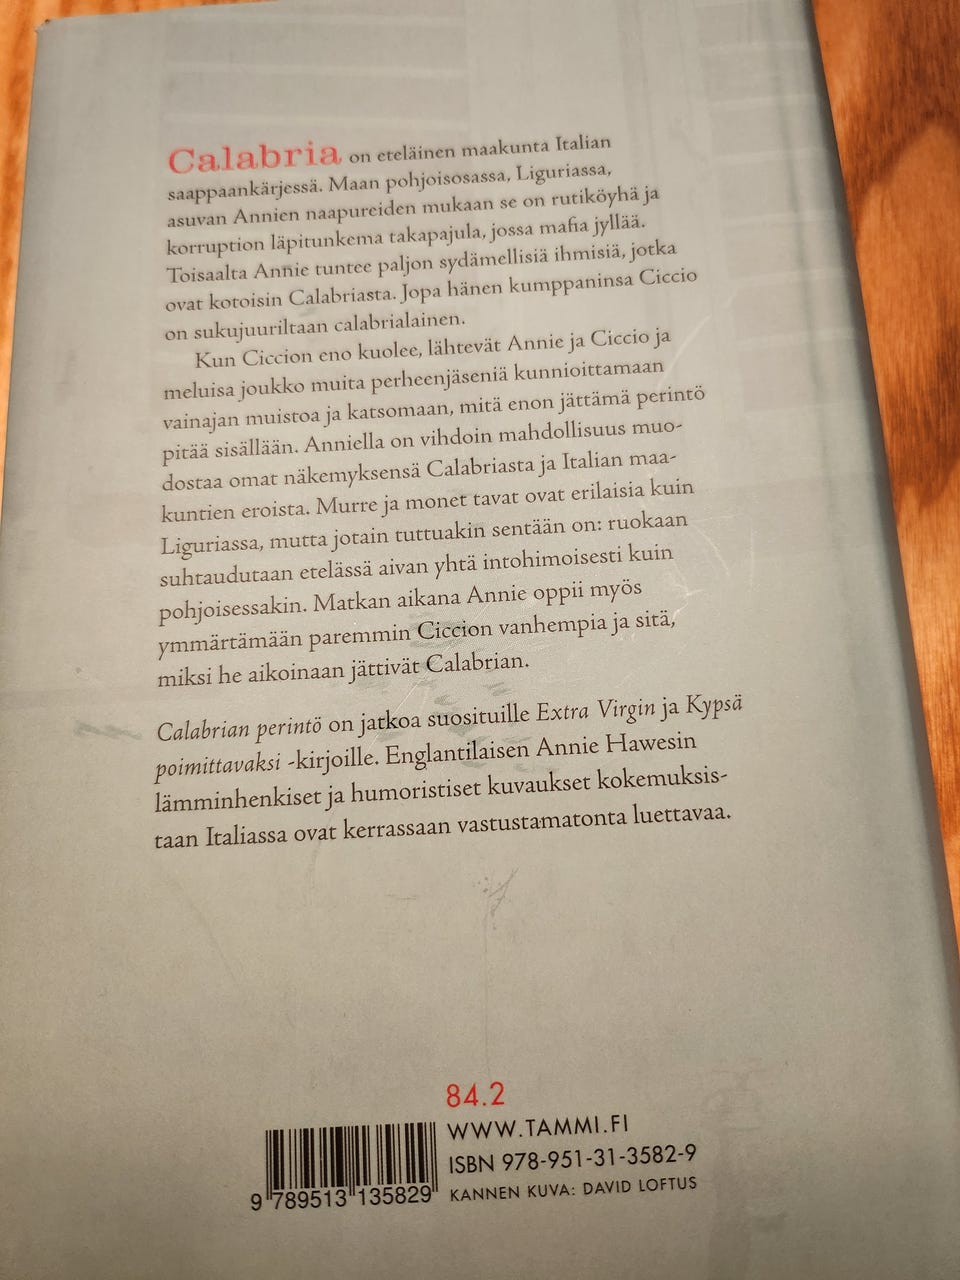 Calabria on eteläinen maakunta Italian
saappaankärjessä. Maan pohjoisosassa, Liguriassa,
asuvan Annien naapureiden mukaan se on rutiköyhä ja
korruption läpitunkema takapajula, jossa mafia jyllää.
Toisaalta Annie tuntee paljon sydämellisiä ihmisiä, jotka
ovat kotoisin Calabriasta. Jopa hänen kumppaninsa Ciccio
on sukujuuriltaan calabrialainen.
Kun Ciccion eno kuolee, lähtevät Annie ja Ciccio ja
meluisa joukko muita perheenjäseniä kunnioittamaan
vainajan muistoa ja katsomaan, mitä enon jättämä perintö
pitää sisällään. Anniella on vihdoin mahdollisuus muo-
dostaa omat näkemyksensä Calabriasta ja Italian maa-
kuntien eroista. Murre ja monet tavat ovat erilaisia kuin
Liguriassa, mutta jotain tuttuakin sentään on: ruokaan
suhtaudutaan etelässä aivan yhtä intohimoisesti kuin
pohjoisessakin. Matkan aikana Annie oppii myös
ymmärtämään paremmin Ciccion vanhempia ja sitä,
miksi he aikoinaan jättivät Calabrian.
Calabrian perintö on jatkoa suosituille Extra Virgin ja Kypsä
poimittavaksi -kirjoille. Englantilaisen Annie Hawesin
lämminhenkiset ja humoristiset kuvaukset kokemuksis-
taan Italiassa ovat kerrassaan vastustamatonta luettavaa.
84.2
WWW.TAMMI.FI
ISBN 978-951-31-3582-9
KANNEN KUVA: DAVID LOFTUS
9 789513 135829